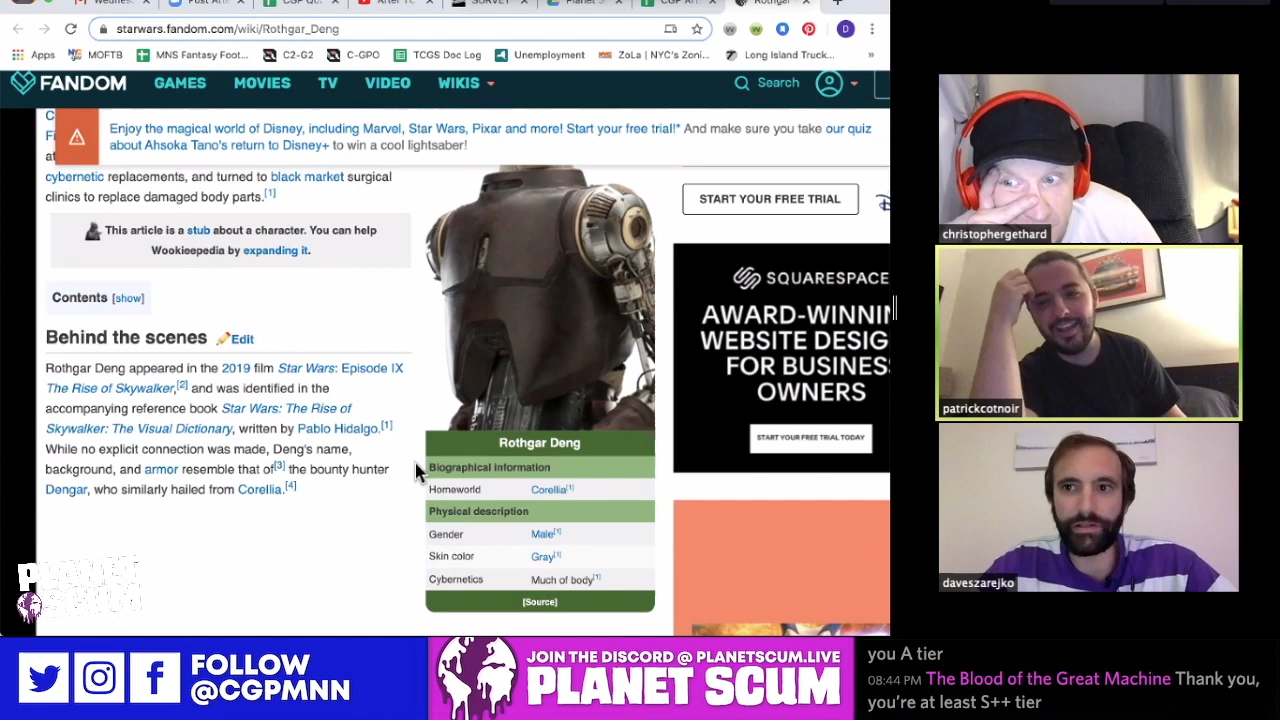 starwars.fandom.com/wiki/Rothgar_Deng
Apps MOFTB MNS Fantasy Foot... C2-G2 C-GPO TCGS Doc Log Unemployment ZoLa | NYC's Zoni... Long Island Truck...
FANDOM GAMES MOVIES TV VIDEO WIKIS Search
Enjoy the magical world of Disney, including Marvel, Star Wars, Pixar and more! Start your free trial!* And make sure you take our quiz
about Ahsoka Tano's return to Disney+ to win a cool lightsaber!
cybernetic replacements, and turned to black market surgical
clinics to replace damaged body parts.[1]
This article is a stub about a character. You can help
Wookieepedia by expanding it.
Contents [show]
Behind the scenes Edit
Rothgar Deng appeared in the 2019 film Star Wars: Episode IX
The Rise of Skywalker,[2] and was identified in the
accompanying reference book Star Wars: The Rise of
Skywalker: The Visual Dictionary, written by Pablo Hidalgo.[1]
While no explicit connection was made, Deng's name,
background, and armor resemble that of[3] the bounty hunter
Dengar, who similarly hailed from Corellia.[4]
Rothgar Deng
Biographical information
Homeworld Corellia[1]
Physical description
Gender Male[1]
Skin color Gray[1]
Cybernetics Much of body[1]
[Source]
START YOUR FREE TRIAL
SQUARESPACE
AWARD-WINNIN
WEBSITE DESIG
FOR BUSINES
OWNERS
START YOUR FREE TRIAL TODAY
christophergethard
patrickcotnoir
daveszarejko
PLANET
SCUM
FOLLOW
@CGPMNN
JOIN THE DISCORD @ PLANETSCUM.LIVE
PLANET SCUM
you A tier
08:44 PM The Blood of the Great Machine Thank you,
you're at least S++ tier